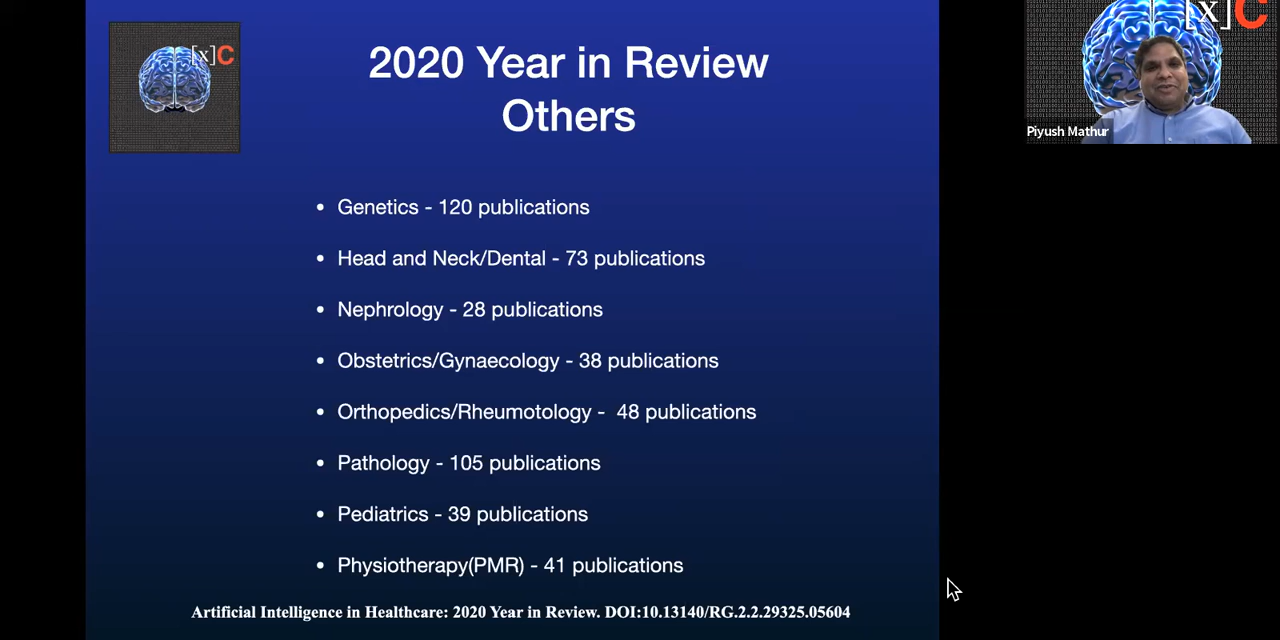 [x]C
2020 Year in Review
Others
[x]C
Piyush Mathur
• Genetics - 120 publications
• Head and Neck/Dental - 73 publications
• Nephrology - 28 publications
• Obstetrics/Gynaecology - 38 publications
• Orthopedics/Rheumotology - 48 publications
• Pathology - 105 publications
• Pediatrics - 39 publications
• Physiotherapy(PMR) - 41 publications
Artificial Intelligence in Healthcare: 2020 Year in Review. DOI:10.13140/RG.2.2.29325.05604